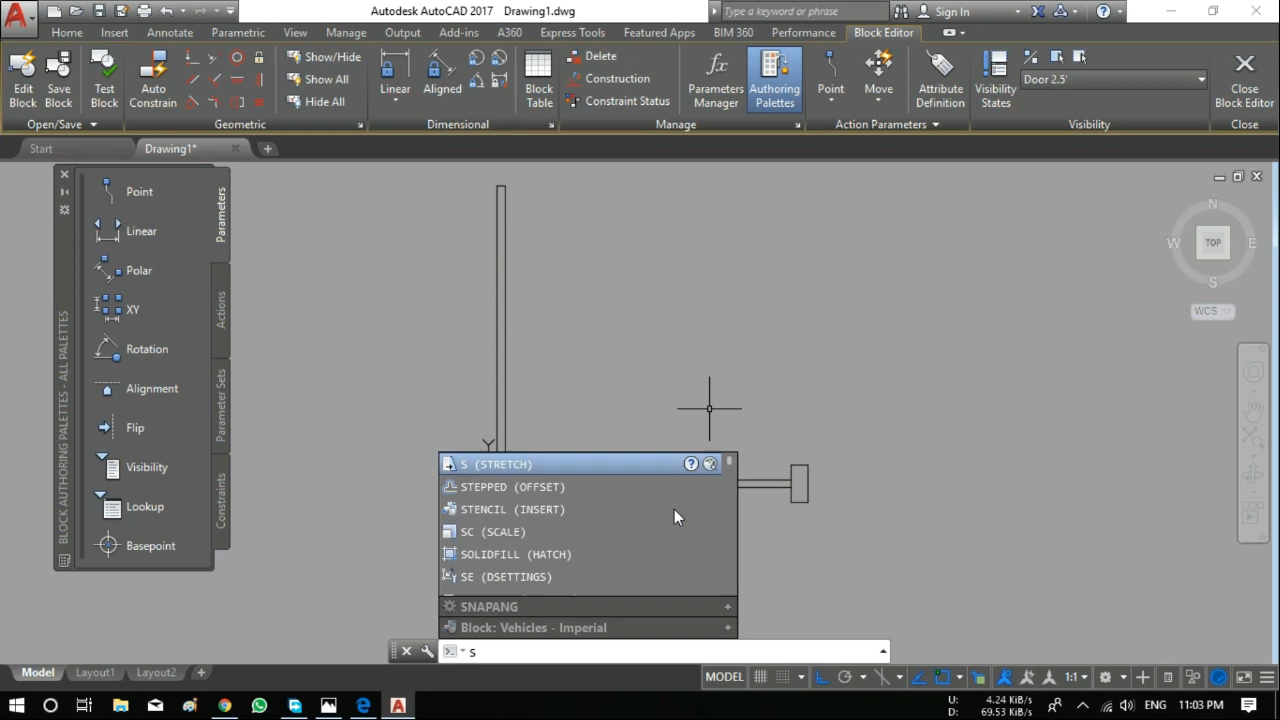 Autodesk AutoCAD 2017 Drawing1.dwg
Type a keyword or phrase
Sign In
Home Insert Annotate Parametric View Manage Output Add-ins A360 Express Tools Featured Apps BIM 360 Performance Block Editor
Edit Block
Save Block
Test Block
Auto Constrain
Show/Hide
Show All
Hide All
Linear
Aligned
Block Table
Delete
Construction
Constraint Status
Parameters Manager
Authoring Palettes
Point
Move
Attribute Definition
Visibility States
Door 2.5'
Close Block Editor
Open/Save
Geometric
Dimensional
Manage
Action Parameters
Visibility
Close
Start
Drawing1*
Point
Linear
Polar
XY
Rotation
Alignment
Flip
Visibility
Lookup
Basepoint
Parameters
Actions
Parameter Sets
Constraints
BLOCK AUTHORING PALETTES - ALL PALETTES
N
W
TOP
E
S
WCS
Y
S (STRETCH)
STEPPED (OFFSET)
STENCIL (INSERT)
SC (SCALE)
SOLIDFILL (HATCH)
SE (DSETTINGS)
SNAPANG
Block: Vehicles - Imperial
S
Model Layout1 Layout2
MODEL
1:1
U: 4.24 KiB/s
D: 69.53 KiB/s
ENG
11:03 PM